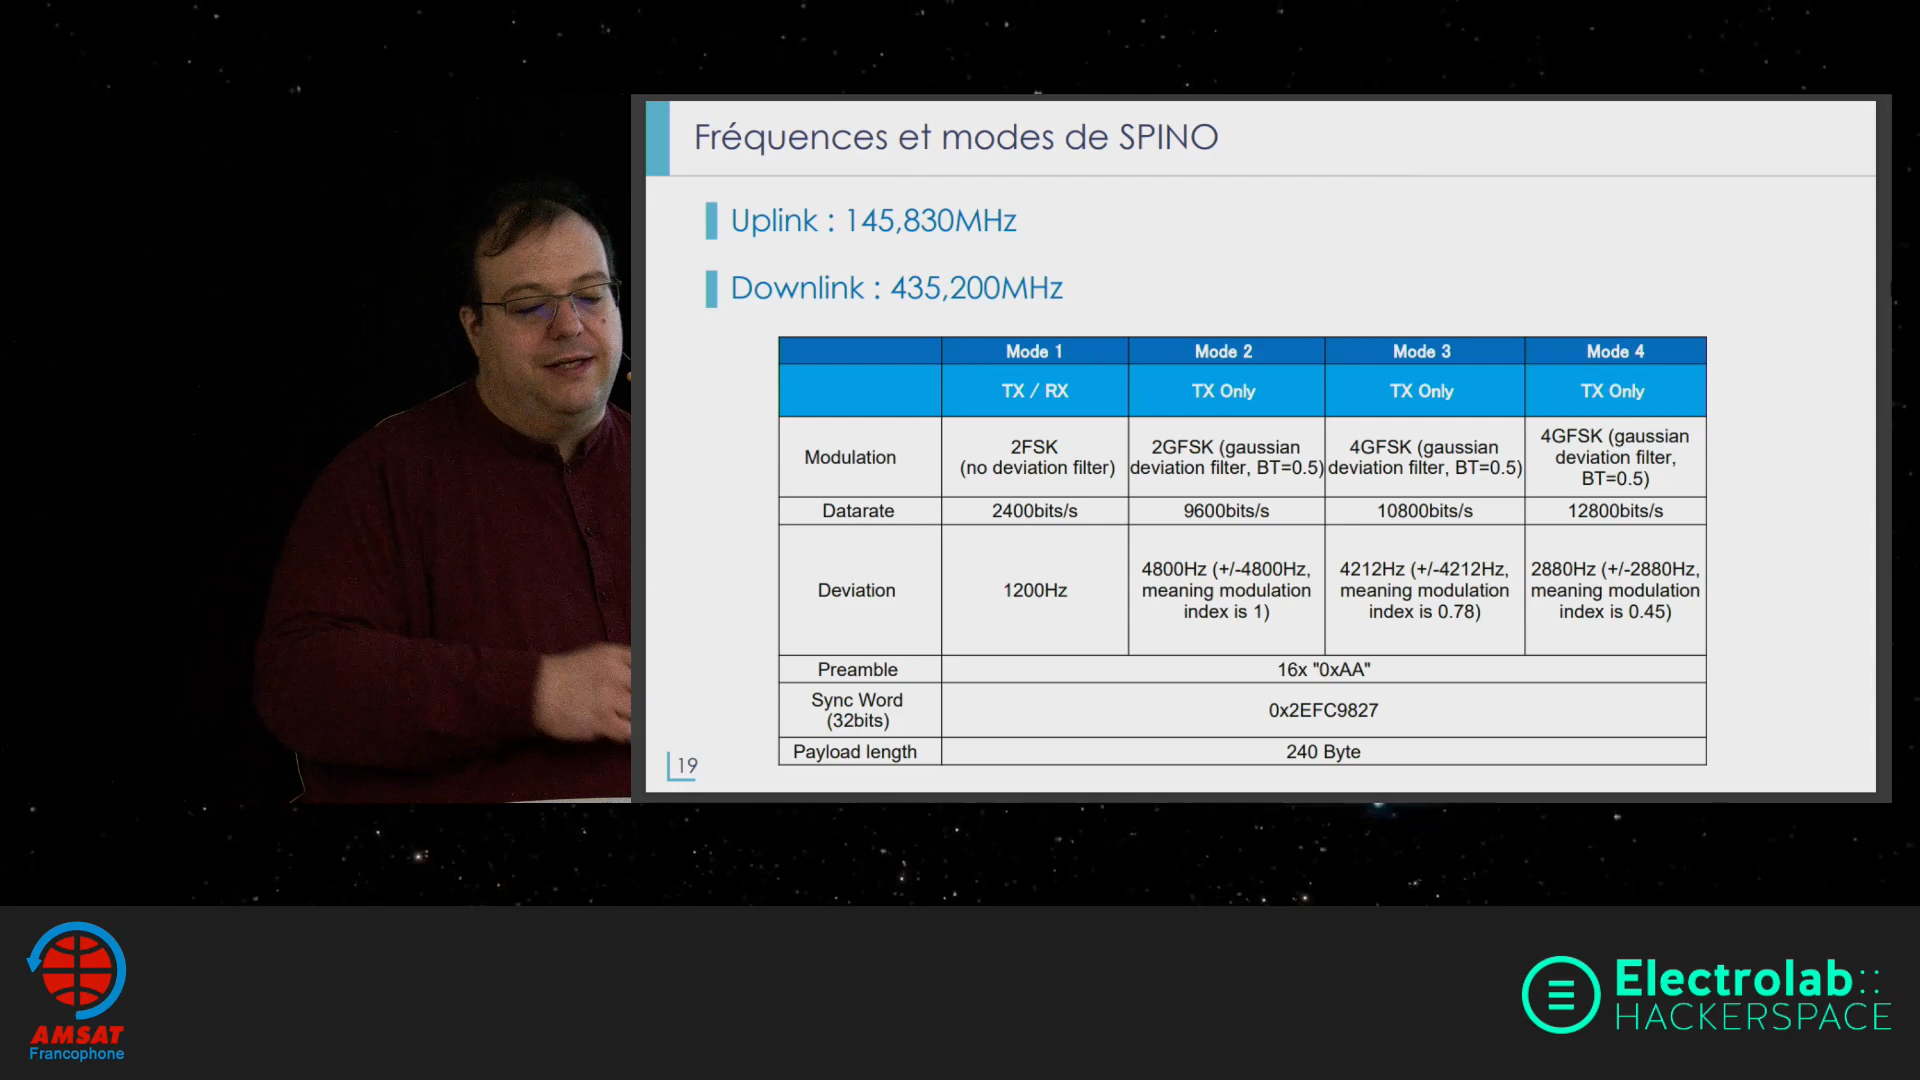 Fréquences et modes de SPINO
Uplink : 145,830MHz
Downlink : 435,200MHz
Mode 1
Mode 2
Mode 3
Mode 4
TX / RX
TX Only
TX Only
TX Only
Modulation
2FSK
(no deviation filter)
2GFSK (gaussian
deviation filter, BT=0.5)
4GFSK (gaussian
deviation filter, BT=0.5)
4GFSK (gaussian
deviation filter,
BT=0.5)
Datarate
2400bits/s
9600bits/s
10800bits/s
12800bits/s
Deviation
1200Hz
4800Hz (+/-4800Hz,
meaning modulation
index is 1)
4212Hz (+/-4212Hz,
meaning modulation
index is 0.78)
2880Hz (+/-2880Hz,
meaning modulation
index is 0.45)
Preamble
16x "0xAA"
Sync Word
(32bits)
0x2EFC9827
Payload length
240 Byte
19
AMSAT
Francophone
Electrolab::
HACKERSPACE